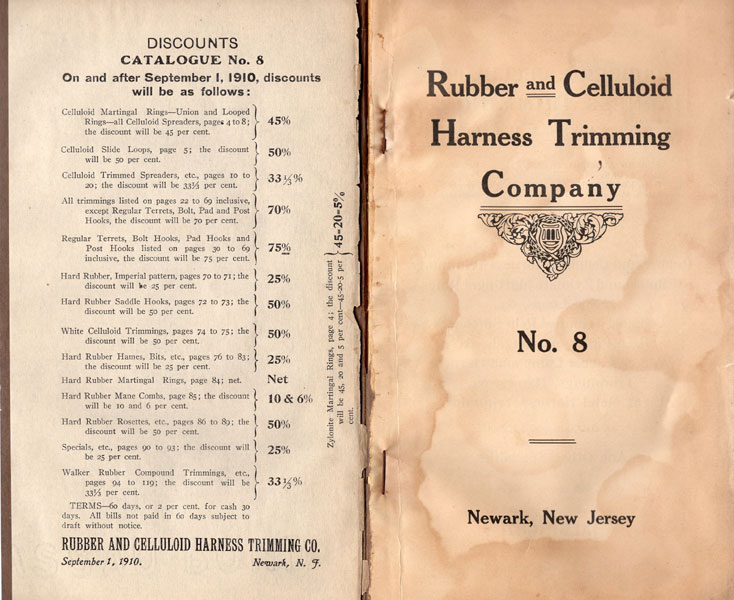 DISCOUNTS
CATALOGUE No. 8
On and after September 1, 1910, discounts
will be as follows:
Celluloid Martingal Rings—Union and Looped
Rings—all Celluloid Spreaders, pages 4 to 8;
the discount will be 45 per cent.
45%
Celluloid Slide Loops, page 5; the discount
will be 50 per cent.
50%
Celluloid Trimmed Spreaders, etc., pages 10 to
20; the discount will be 33⅓ per cent.
33⅓%
All trimmings listed on pages 22 to 69 inclusive,
except Regular Terrets, Bolt, Pad and Post
Hooks, the discount will be 70 per cent.
70%
Regular Terrets, Bolt Hooks, Pad Hooks and
Post Hooks listed on pages 30 to 69
inclusive, the discount will be 75 per cent.
75%
Hard Rubber, Imperial pattern, pages 70 to 71; the
discount will be 25 per cent.
25%
Hard Rubber Saddle Hooks, pages 72 to 73; the
discount will be 50 per cent.
50%
White Celluloid Trimmings, pages 74 to 75; the
discount will be 50 per cent.
50%
Hard Rubber Hames, Bits, etc., pages 76 to 83;
the discount will be 25 per cent.
25%
Hard Rubber Martingal Rings, page 84; net.
Net
Hard Rubber Mane Combs, page 85; the discount
will be 10 and 6 per cent.
10 & 6%
Hard Rubber Rosettes, etc., pages 86 to 89; the
discount will be 50 per cent.
50%
Specials, etc., pages 90 to 93; the discount will
be 25 per cent.
25%
Walker Rubber Compound Trimmings, etc.,
pages 94 to 119; the discount will be
33⅓ per cent.
33⅓%
TERMS—60 days, or 2 per cent. for cash 30
days. All bills not paid in 60 days subject to
draft without notice.
RUBBER AND CELLULOID HARNESS TRIMMING CO.
September 1, 1910. Newark, N. J.
Zylonite Martingal Rings, page 4; the discount
will be 45, 20 and 5 per cent—45-20-5 per
cent.
45=20=5%
Rubber and Celluloid
Harness Trimming
Company
No. 8
Newark, New Jersey